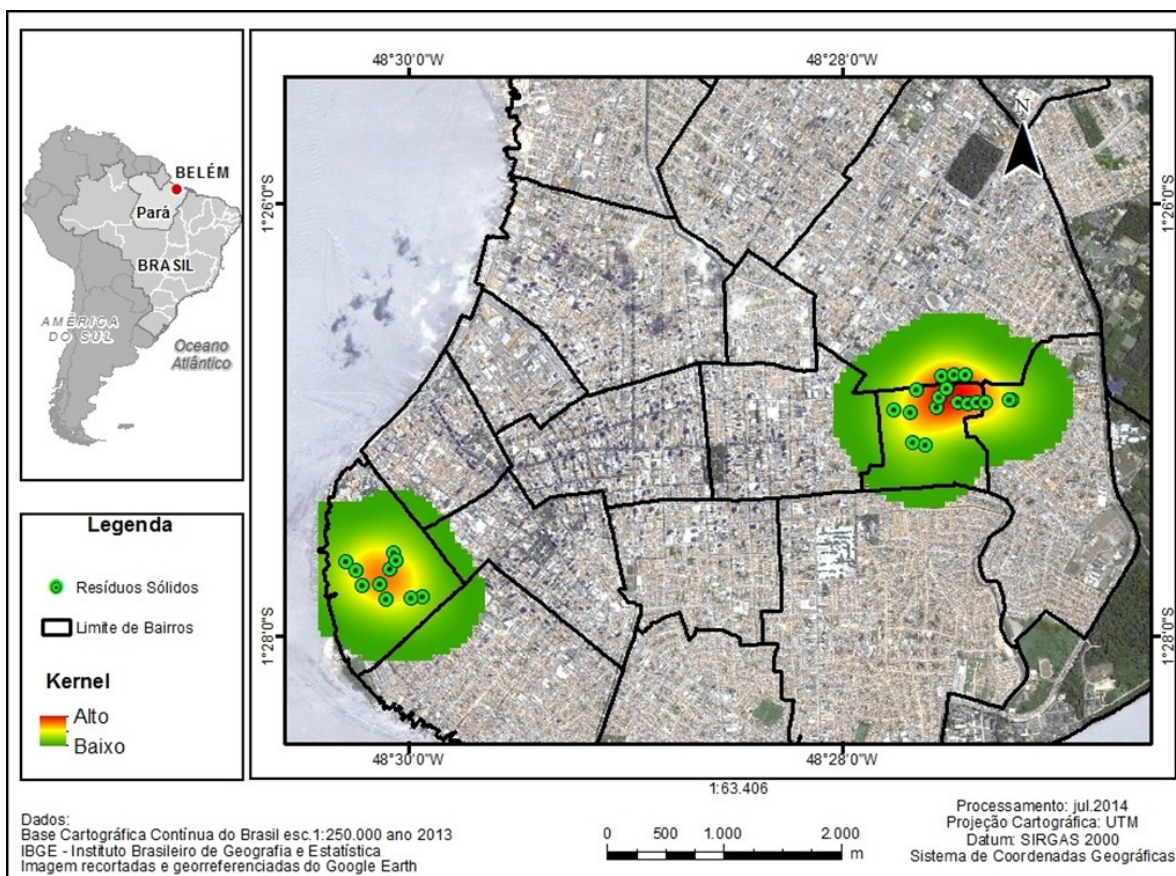 BELÉM
Pará
BRASIL
AMÉRICA
DO SUL
Oceano
Atlântico
Legenda
Resíduos Sólidos
Limite de Bairros
Kernel
Alto
Baixo
48°30'0"W
48°28'0"W
N
1°26'0"S
1°26'0"S
1°28'0"S
1°28'0"S
48°30'0"W
48°28'0"W
1:63.406
Dados:
Base Cartográfica Contínua do Brasil esc.1:250.000 ano 2013
IBGE - Instituto Brasileiro de Geografia e Estatística
Imagem recortadas e georreferenciadas do Google Earth
0 500 1.000 2.000
m
Processamento: jul.2014
Projeção Cartográfica: UTM
Datum: SIRGAS 2000
Sistema de Coordenadas Geográficas